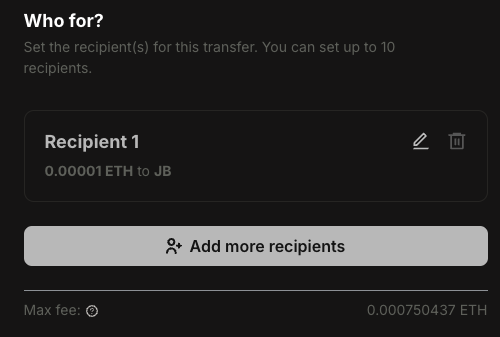 Who for?
Set the recipient(s) for this transfer. You can set up to 10
recipients.
Recipient 1
0.00001 ETH to JB
Add more recipients
Max fee: 0.000750437 ETH